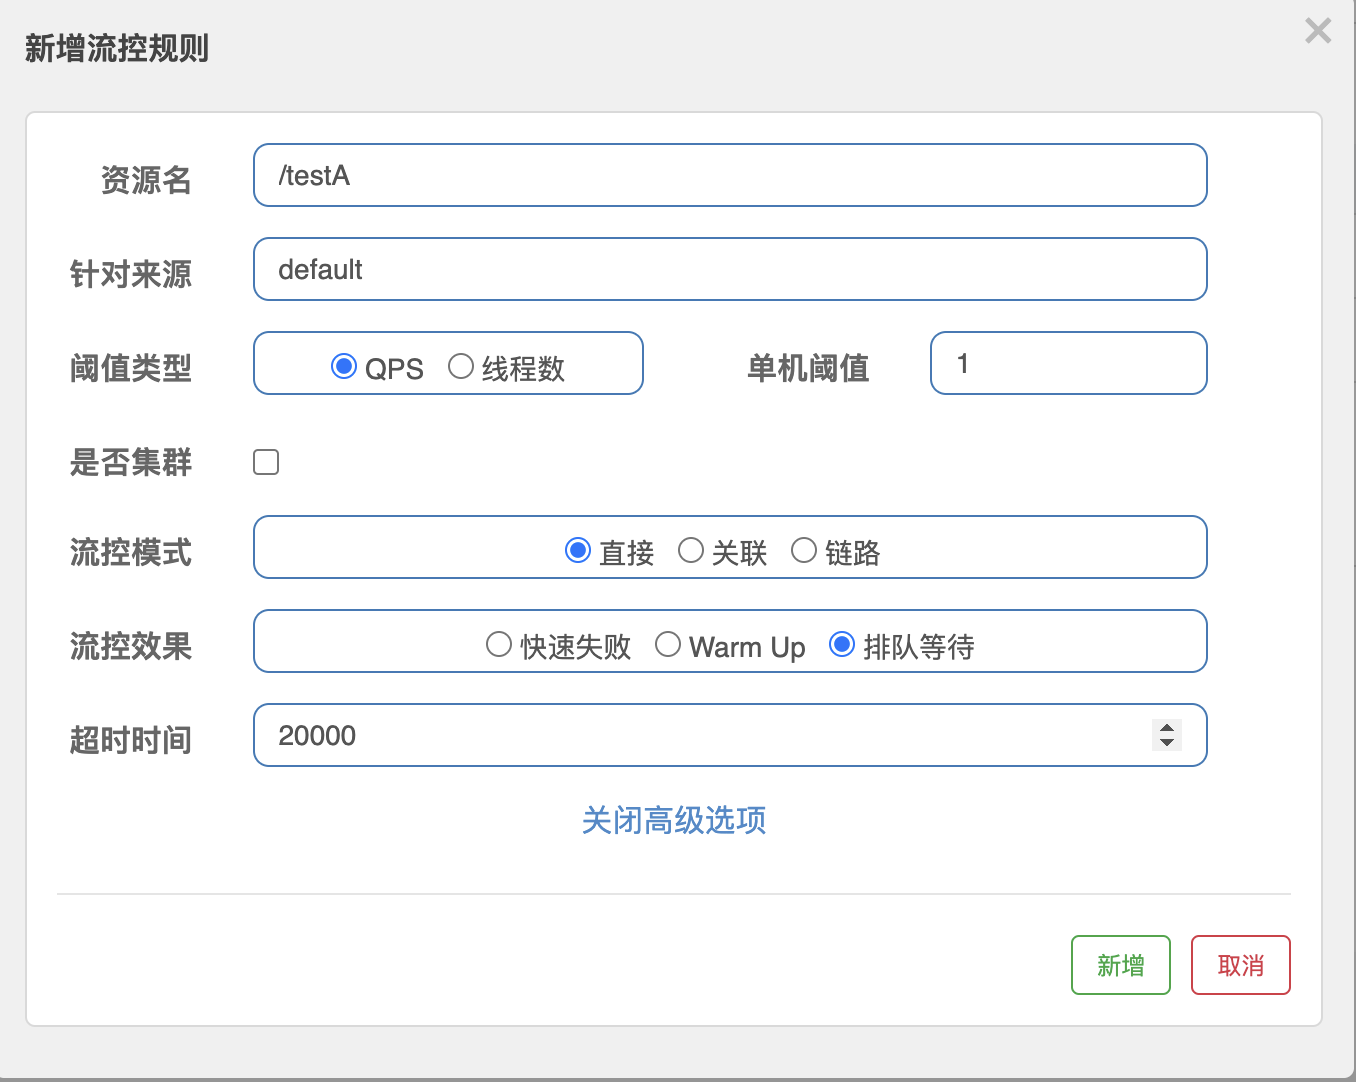 新增流控规则
资源名 /testA
针对来源 default
阈值类型 QPS 线程数 单机阈值 1
是否集群
流控模式 直接 关联 链路
流控效果 快速失败 Warm Up 排队等待
超时时间 20000
关闭高级选项
新增 取消